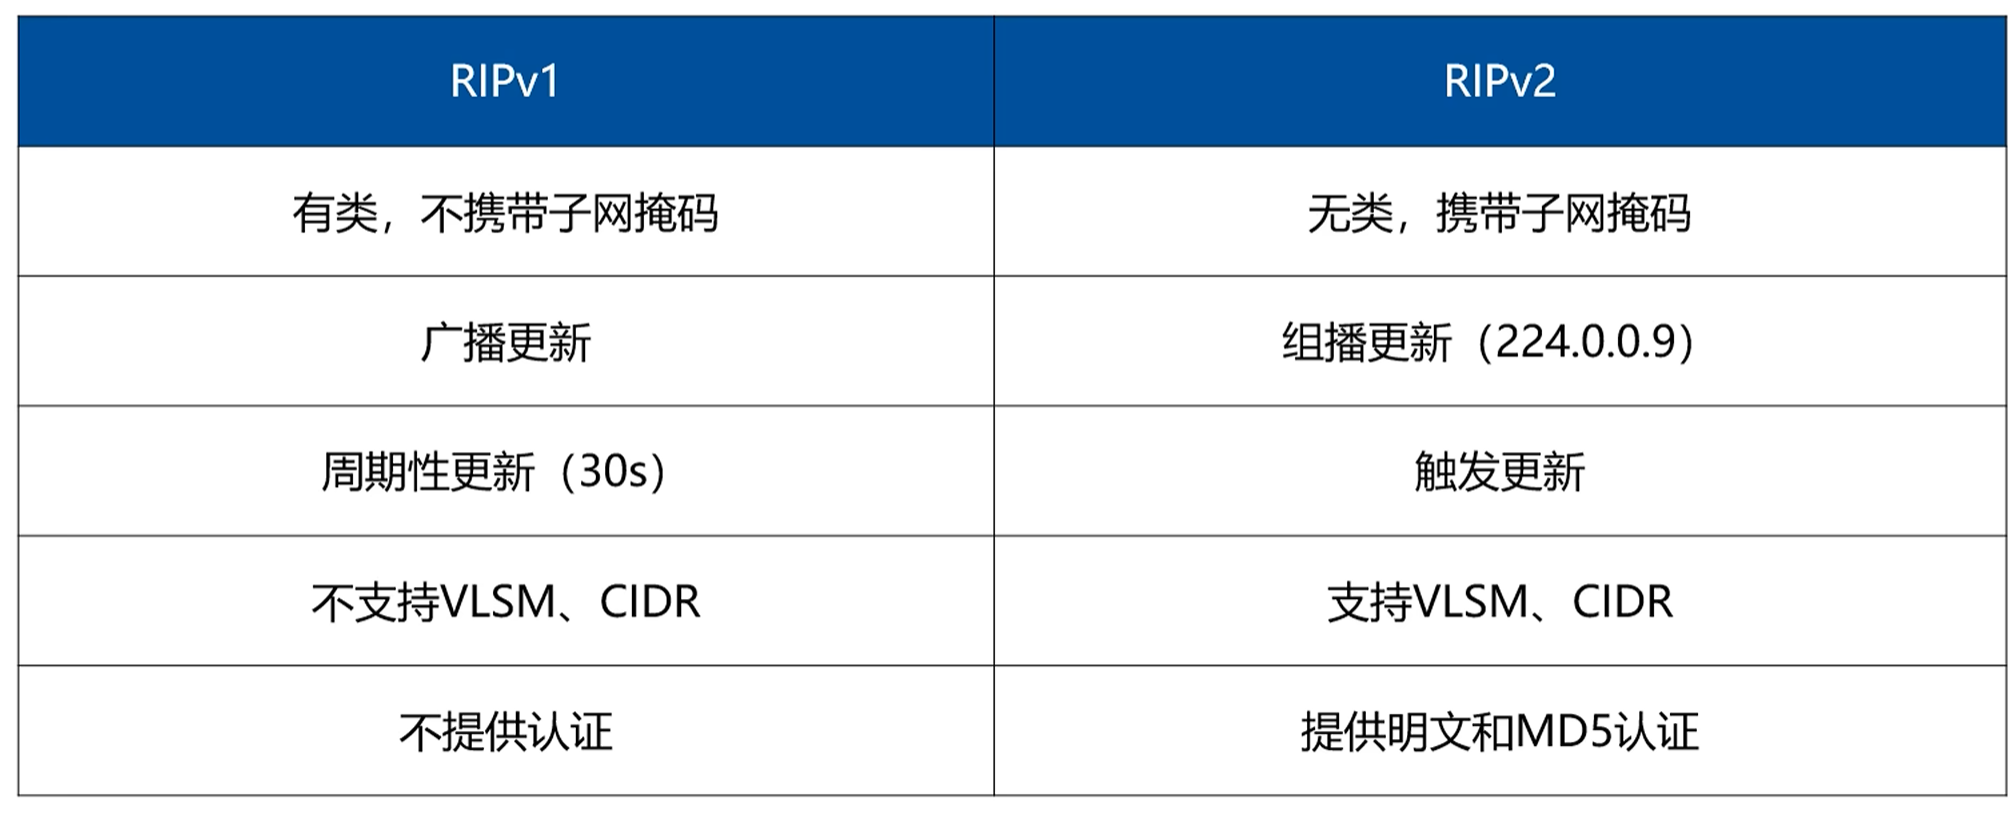 RIPv1
RIPv2
有类，不携带子网掩码
无类，携带子网掩码
广播更新
组播更新（224.0.0.9）
周期性更新（30s）
触发更新
不支持VLSM、CIDR
支持VLSM、CIDR
不提供认证
提供明文和MD5认证